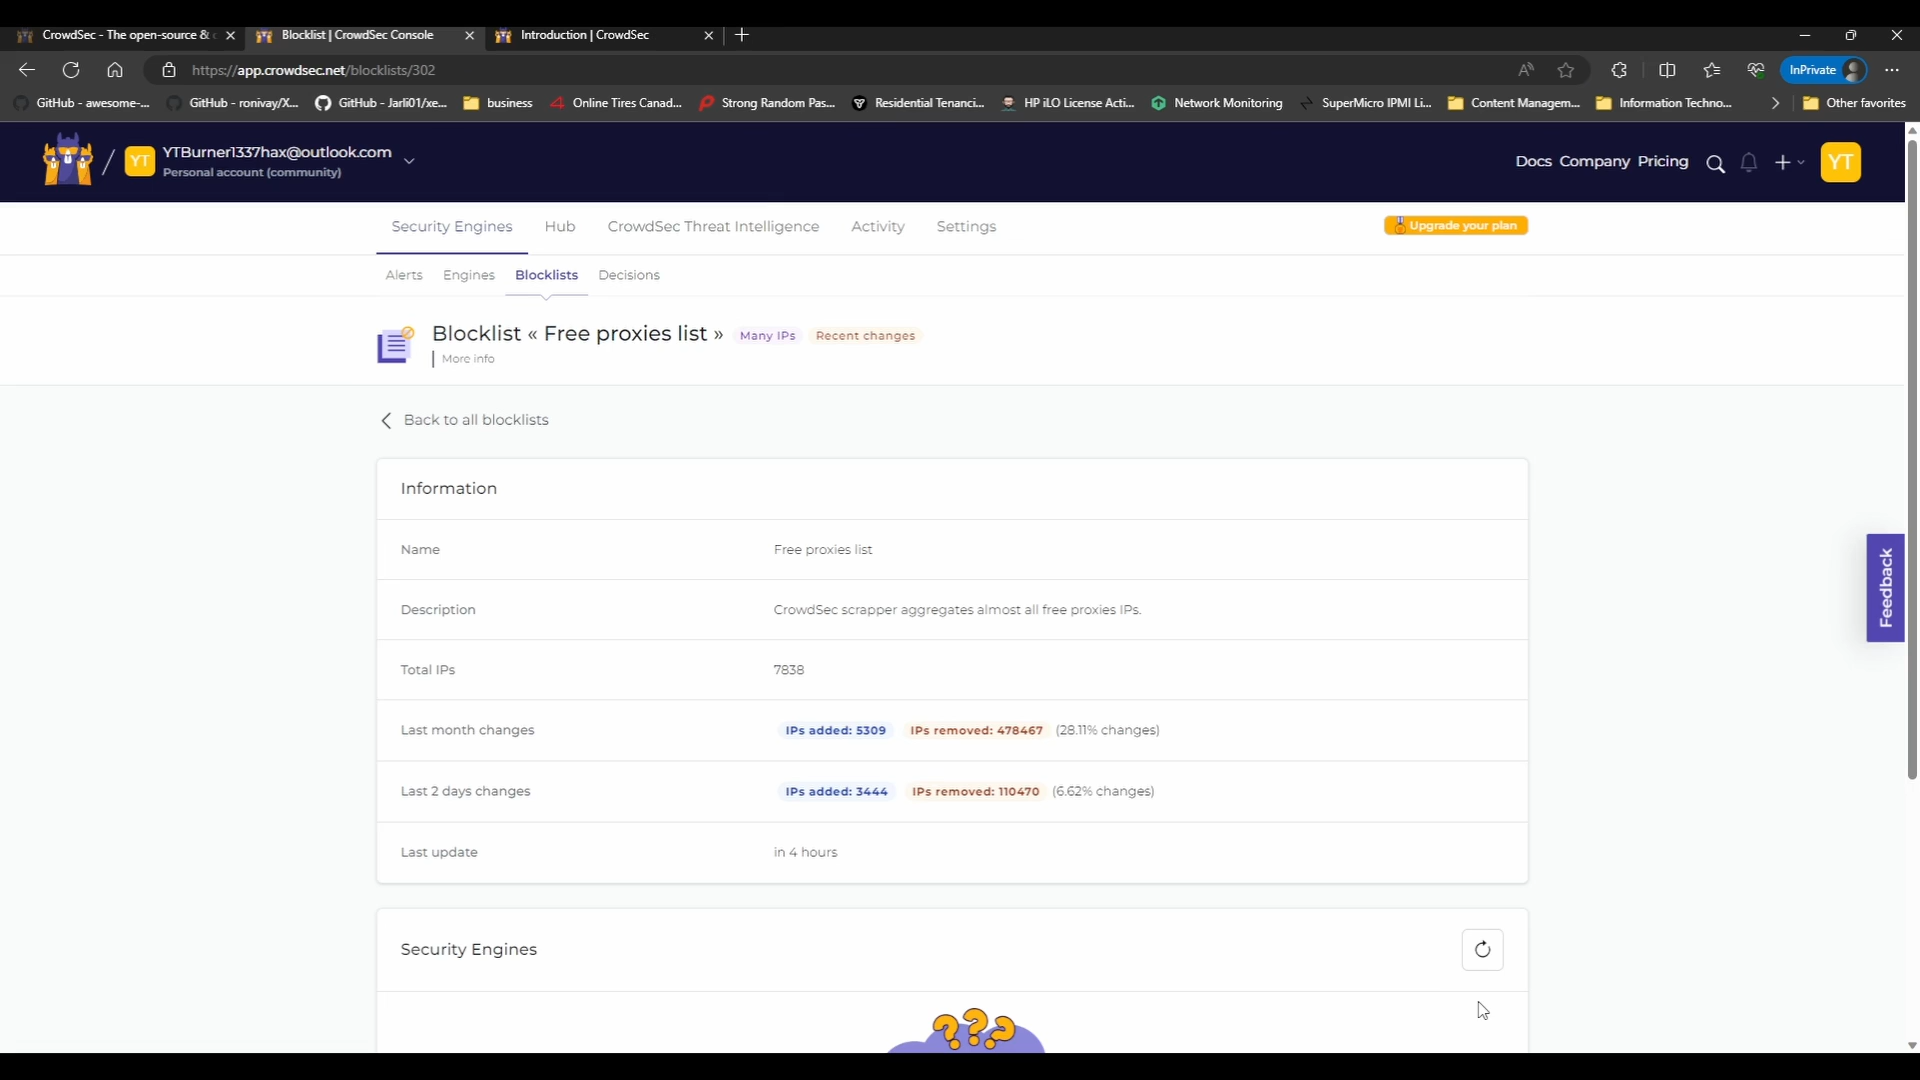 CrowdSec - The open-source & c
Blocklist | CrowdSec Console
Introduction | CrowdSec
https://app.crowdsec.net/blocklists/302
InPrivate
GitHub - awesome-...
GitHub - ronivay/X...
GitHub - Jarli01/xe...
business
Online Tires Canad...
Strong Random Pas...
Residential Tenanci...
HP iLO License Acti...
Network Monitoring
SuperMicro IPMI Li...
Content Managem...
Information Techno...
Other favorites
/ YT YTBurner1337hax@outlook.com
Personal account (community)
Docs Company Pricing
YT
Security Engines Hub CrowdSec Threat Intelligence Activity Settings
Upgrade your plan
Alerts Engines Blocklists Decisions
Blocklist « Free proxies list » Many IPs Recent changes
More info
Back to all blocklists
Information
Name Free proxies list
Description CrowdSec scrapper aggregates almost all free proxies IPs.
Total IPs 7838
Last month changes IPs added: 5309 IPs removed: 478467 (28.11% changes)
Last 2 days changes IPs added: 3444 IPs removed: 110470 (6.62% changes)
Last update in 4 hours
Feedback
Security Engines
???